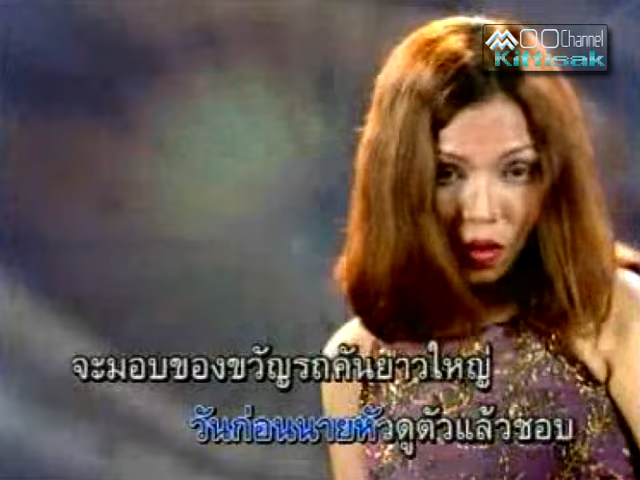 MOO Channel
Kittisak
จะมอบของขวัญรถคันยาวใหญ่
วันก่อนนายหัวดูตัวแล้วชอบ